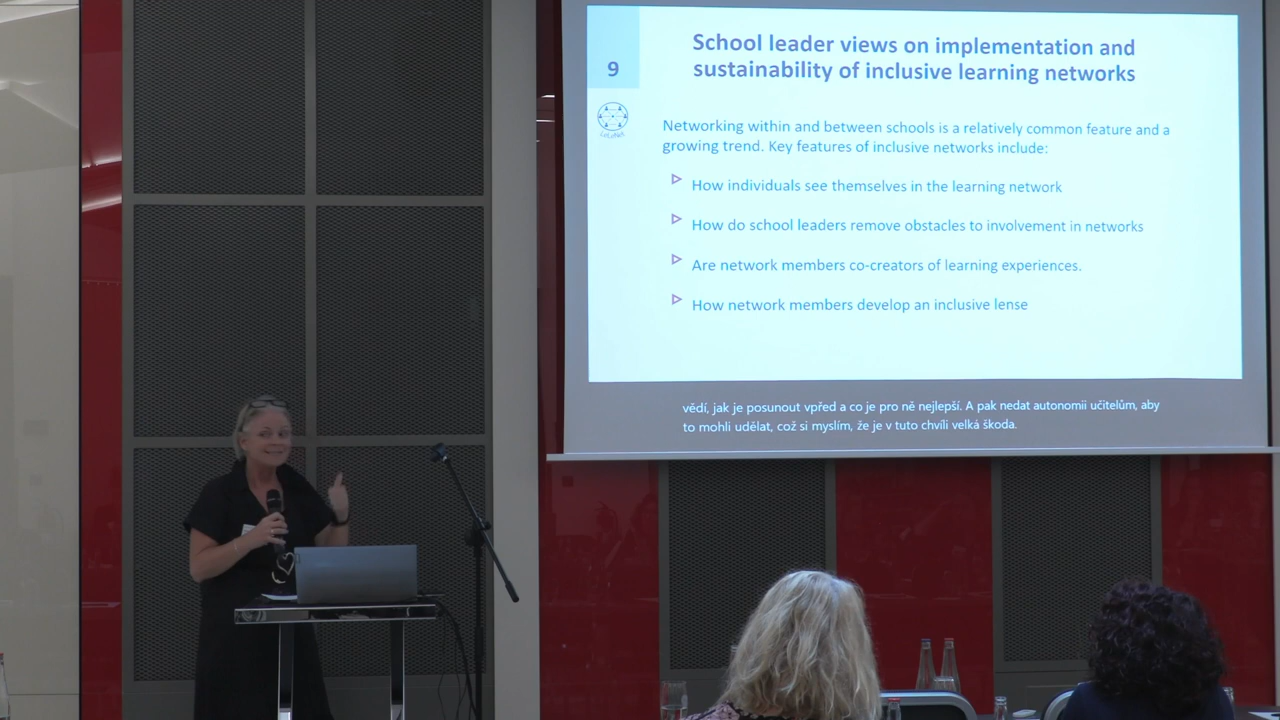 9
School leader views on implementation and
sustainability of inclusive learning networks
Networking within and between schools is a relatively common feature and a
growing trend. Key features of inclusive networks include:
How individuals see themselves in the learning network
How do school leaders remove obstacles to involvement in networks
Are network members co-creators of learning experiences.
How network members develop an inclusive lense
vědí, jak je posunout vpřed a co je pro ně nejlepší. A pak nedat autonomii učitelům, aby
to mohli udělat, což si myslím, že je v tuto chvíli velká škoda.